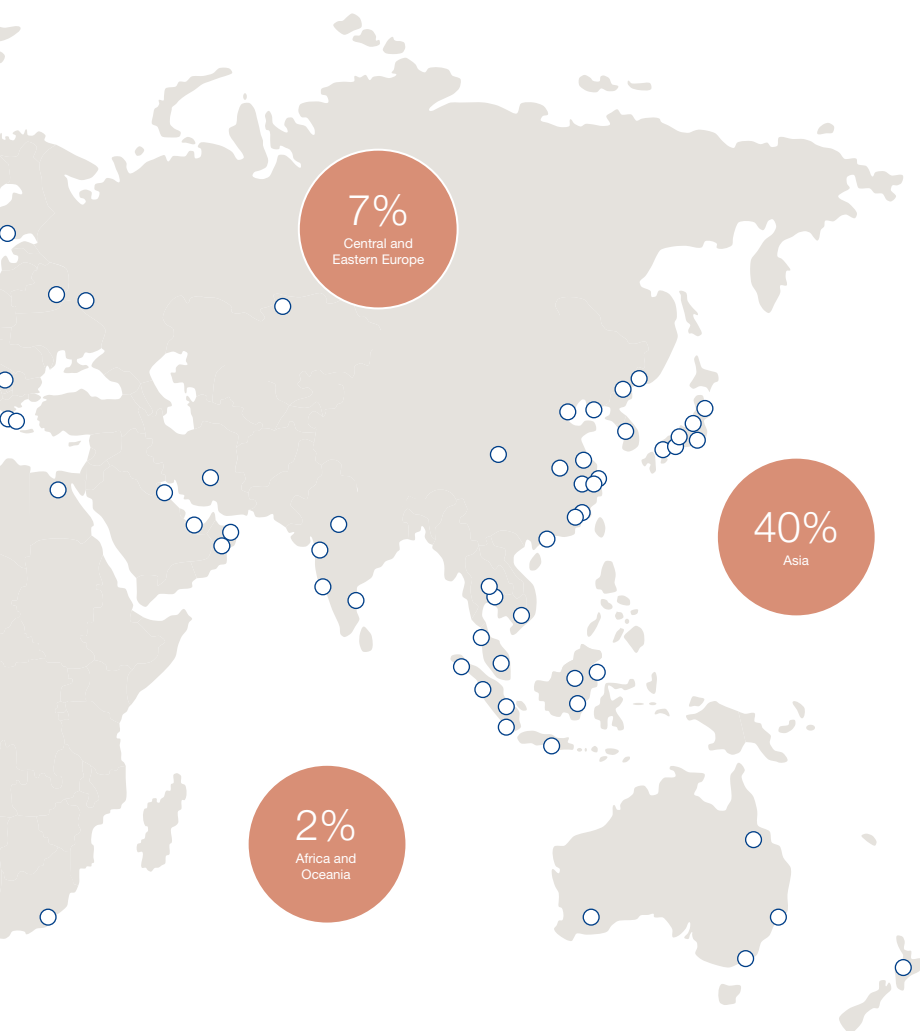 7%
Central and
Eastern Europe
40%
Asia
2%
Africa and
Oceania